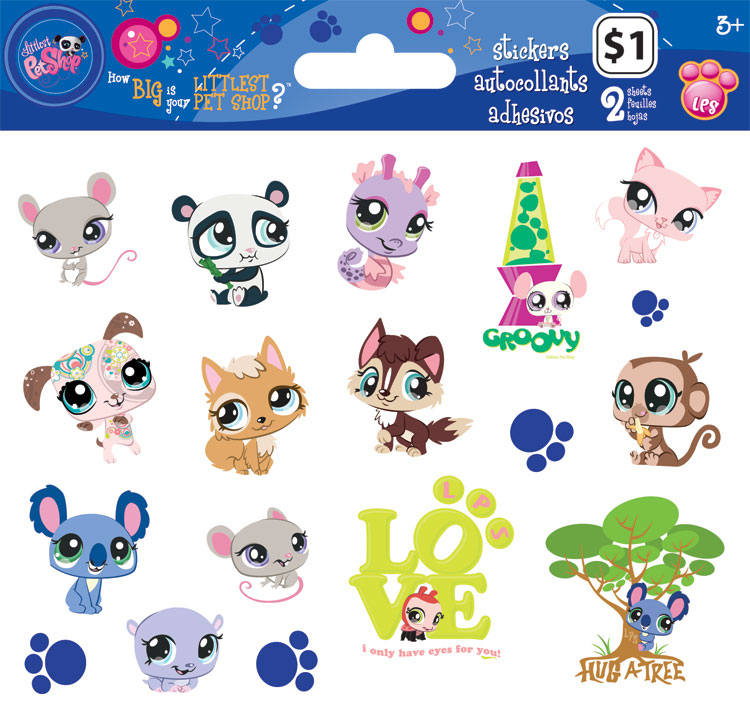 Littlest
PetShop
How BIG is your LITTLEST PET SHOP?™
stickers
autocollants
adhesivos
$1
2 sheets
feuilles
hojas
3+
LPS
GROOVY
LPS
LOVE
i only have eyes for you!
HUG A TREE